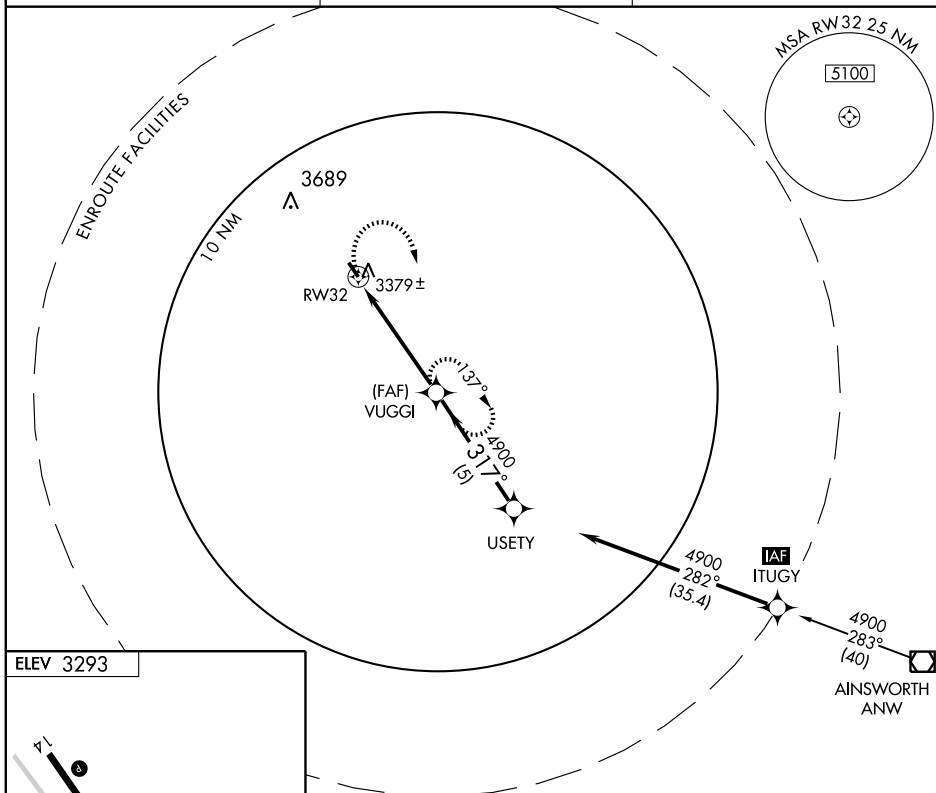 MSA RW32 25 NM
5100
ENROUTE FACILITIES
10 NM
3689
3379±
RW32
(FAF)
VUGGI
137°
4900
317°
(5)
USETY
4900
282°
(35.4)
IAF
ITUGY
4900
283°
(40)
AINSWORTH
ANW
ELEV 3293
14
P